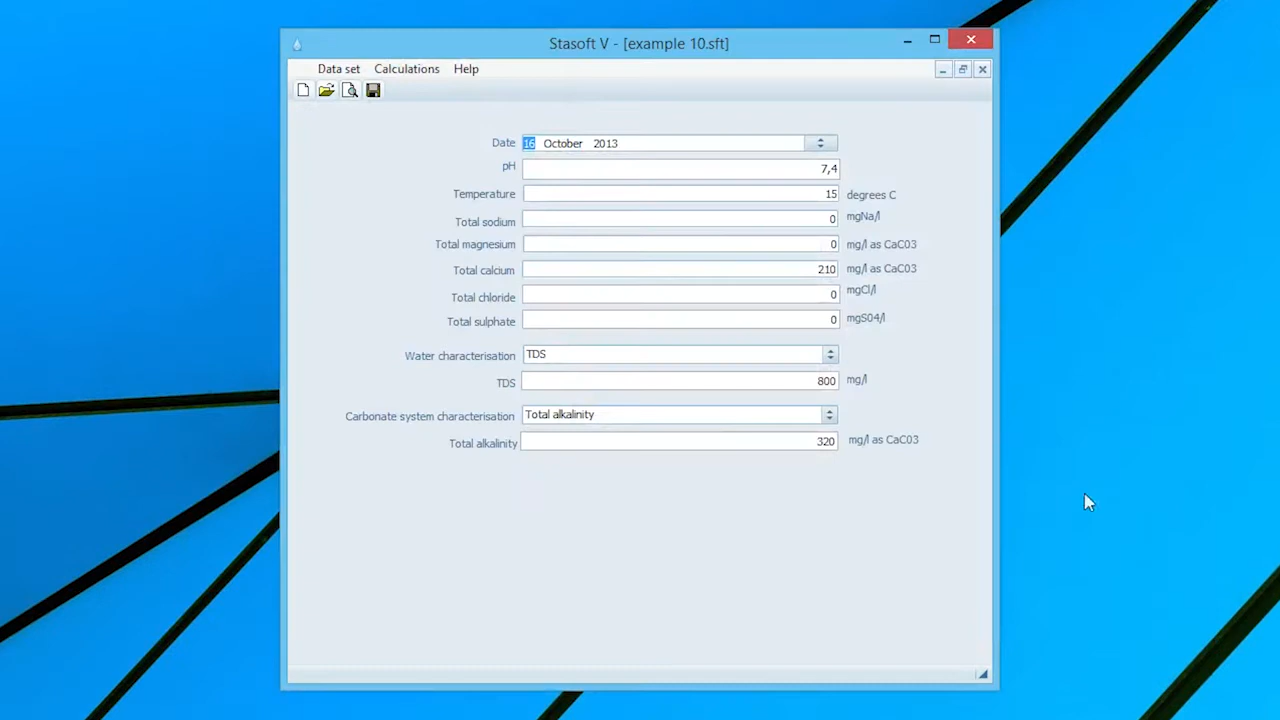 Stasoft V - [example 10.sft]
Data set Calculations Help
Date 16 October 2013
pH 7,4
Temperature 15 degrees C
Total sodium 0 mgNa/l
Total magnesium 0 mg/l as CaC03
Total calcium 210 mg/l as CaC03
Total chloride 0 mgCl/l
Total sulphate 0 mgS04/l
Water characterisation TDS
TDS 800 mg/l
Carbonate system characterisation Total alkalinity
Total alkalinity 320 mg/l as CaC03